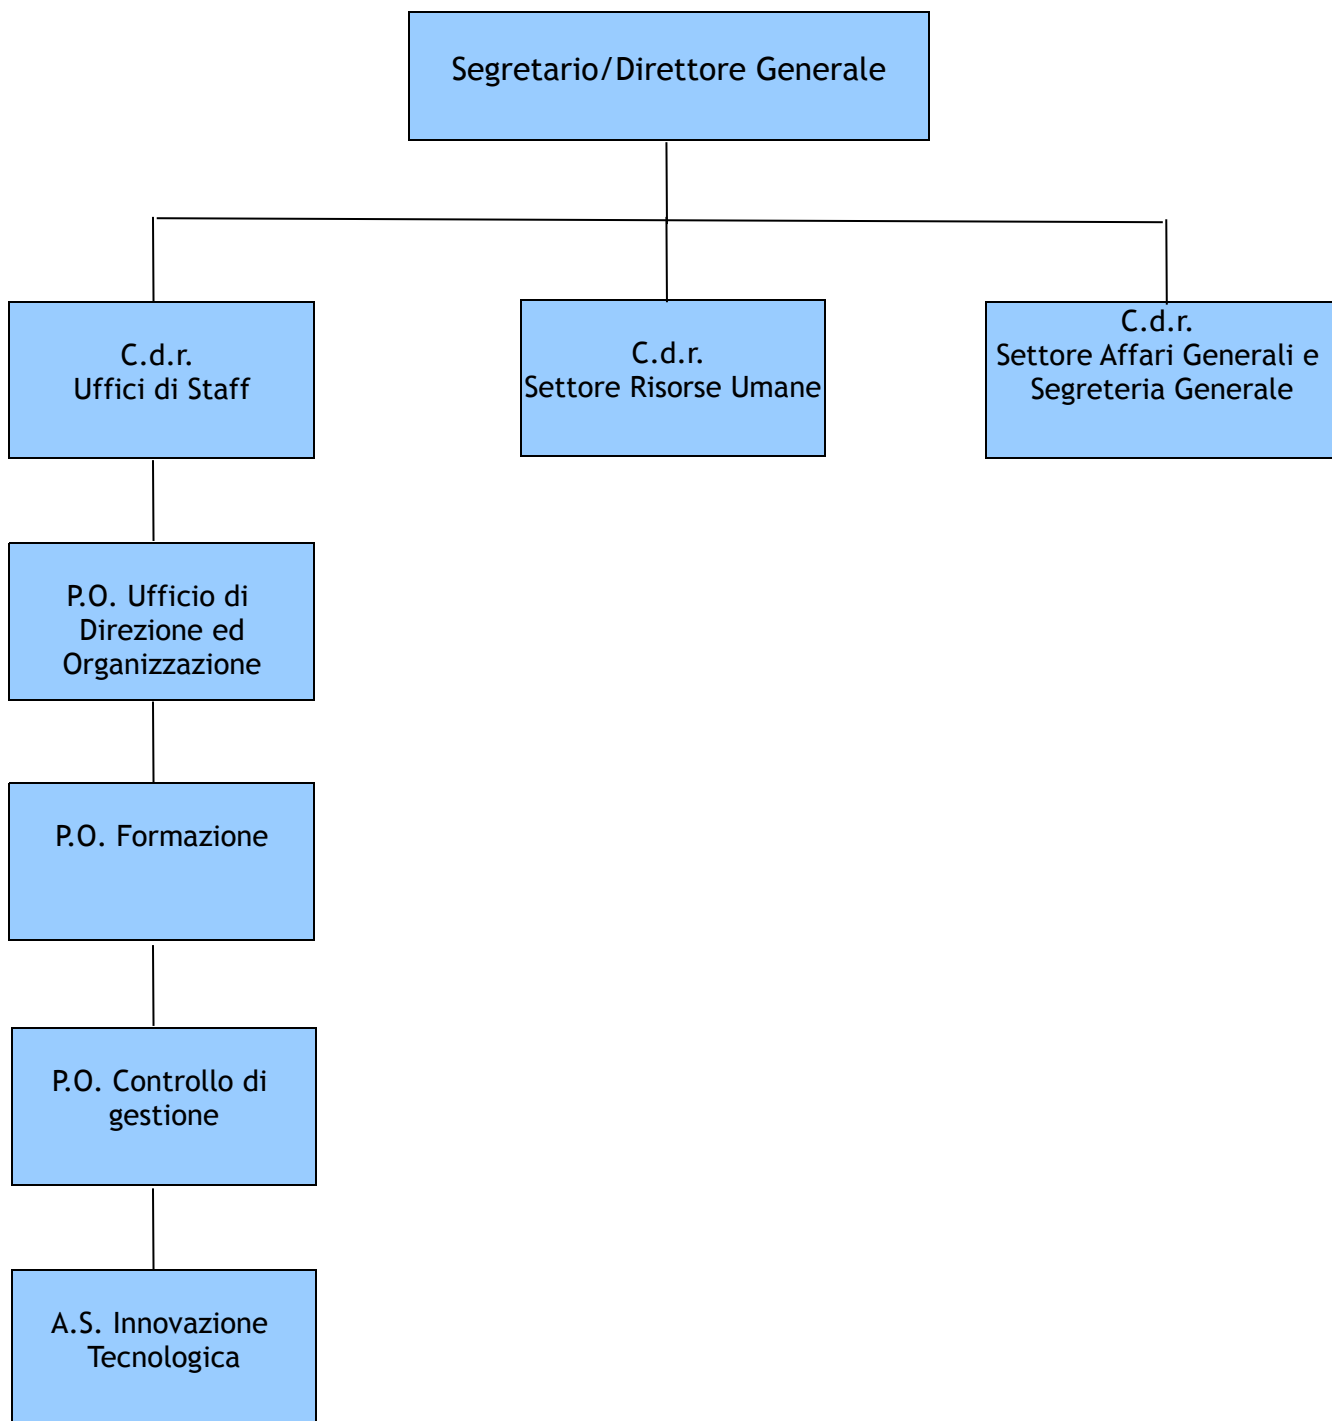 Segretario/Direttore Generale
C.d.r.
Uffici di Staff
C.d.r.
Settore Risorse Umane
C.d.r.
Settore Affari Generali e
Segreteria Generale
P.O. Ufficio di
Direzione ed
Organizzazione
P.O. Formazione
P.O. Controllo di
gestione
A.S. Innovazione
Tecnologica